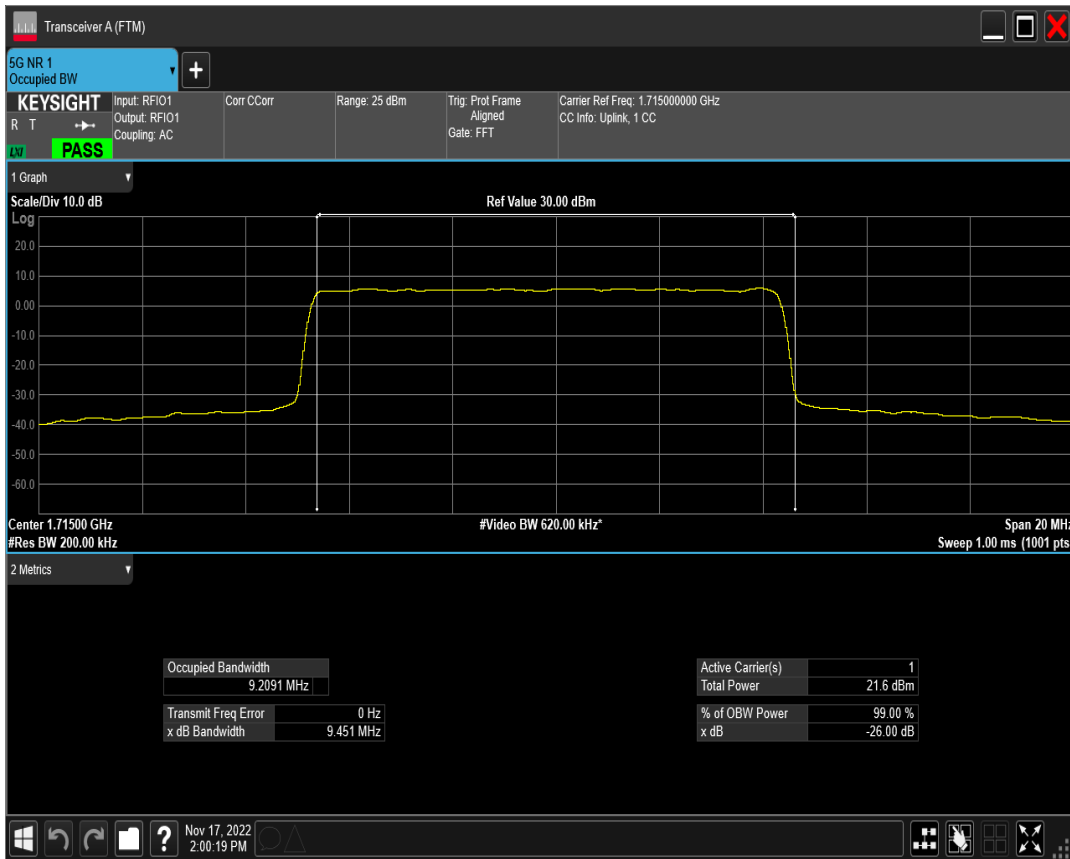 Transceiver A (FTM)
5G NR 1
Occupied BW
+
KEYSIGHT
R T
LXI
PASS
Input: RFIO1
Output: RFIO1
Coupling: AC
Corr CCorr
Range: 25 dBm
Trig: Prot Frame
Aligned
Gate: FFT
Carrier Ref Freq: 1.715000000 GHz
CC Info: Uplink, 1 CC
1 Graph
Scale/Div 10.0 dB
Ref Value 30.00 dBm
Log
20.0
10.0
0.00
-10.0
-20.0
-30.0
-40.0
-50.0
-60.0
Center 1.71500 GHz
#Video BW 620.00 kHz*
Span 20 MHz
#Res BW 200.00 kHz
Sweep 1.00 ms (1001 pts
2 Metrics
Occupied Bandwidth
9.2091 MHz
Transmit Freq Error 0 Hz
x dB Bandwidth 9.451 MHz
Active Carrier(s) 1
Total Power 21.6 dBm
% of OBW Power 99.00 %
x dB -26.00 dB
?
Nov 17, 2022
2:00:19 PM